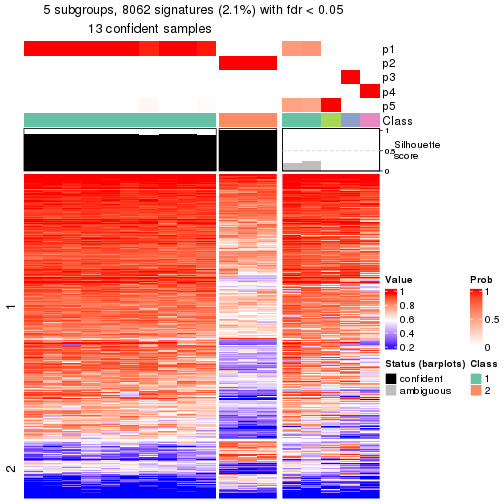 5 subgroups, 8062 signatures (2.1%) with fdr < 0.05
13 confident samples
p1
p2
p3
p4
p5
Class
1
0.5
0
Silhouette
score
1
2
Value
1
0.8
0.6
0.4
0.2
Prob
1
0.5
0
Status (barplots)
confident
ambiguous
Class
1
2